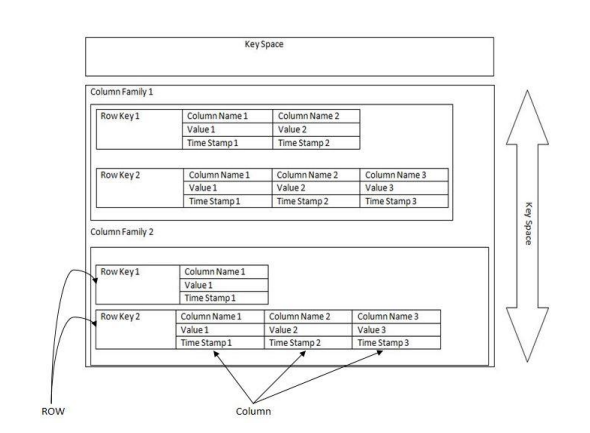 Key Space
Column Family 1
Row Key 1 Column Name 1 Column Name 2
Value 1 Value 2
Time Stamp 1 Time Stamp 2
Row Key 2 Column Name 1 Column Name 2 Column Name 3
Value 1 Value 2 Value 3
Time Stamp 1 Time Stamp 2 Time Stamp 3
Key Space
Column Family 2
Row Key 1 Column Name 1
Value 1
Time Stamp 1
Row Key 2 Column Name 1 Column Name 2 Column Name 3
Value 1 Value 2 Value 3
Time Stamp 1 Time Stamp 2 Time Stamp 3
ROW Column